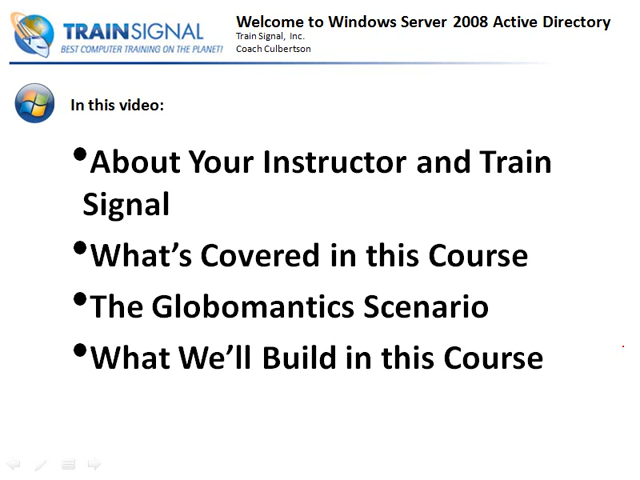 TRAINSIGNAL
BEST COMPUTER TRAINING ON THE PLANET!
Welcome to Windows Server 2008 Active Directory
Train Signal, Inc.
Coach Culbertson
In this video:
•About Your Instructor and Train
Signal
•What's Covered in this Course
•The Globomantics Scenario
•What We'll Build in this Course